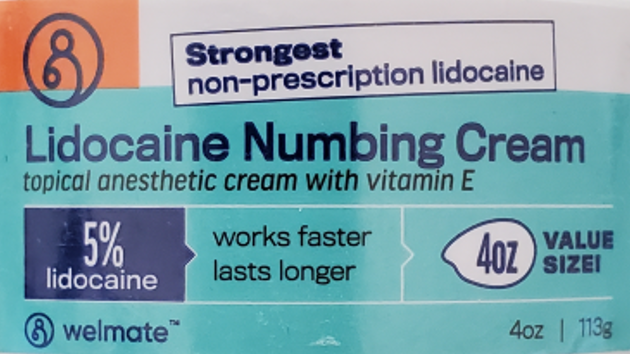 Strongest
non-prescription lidocaine
Lidocaine Numbing Cream
topical anesthetic cream with vitamin E
5%
lidocaine
works faster
lasts longer
4oz
VALUE
SIZE!
welmate™
4oz | 113g